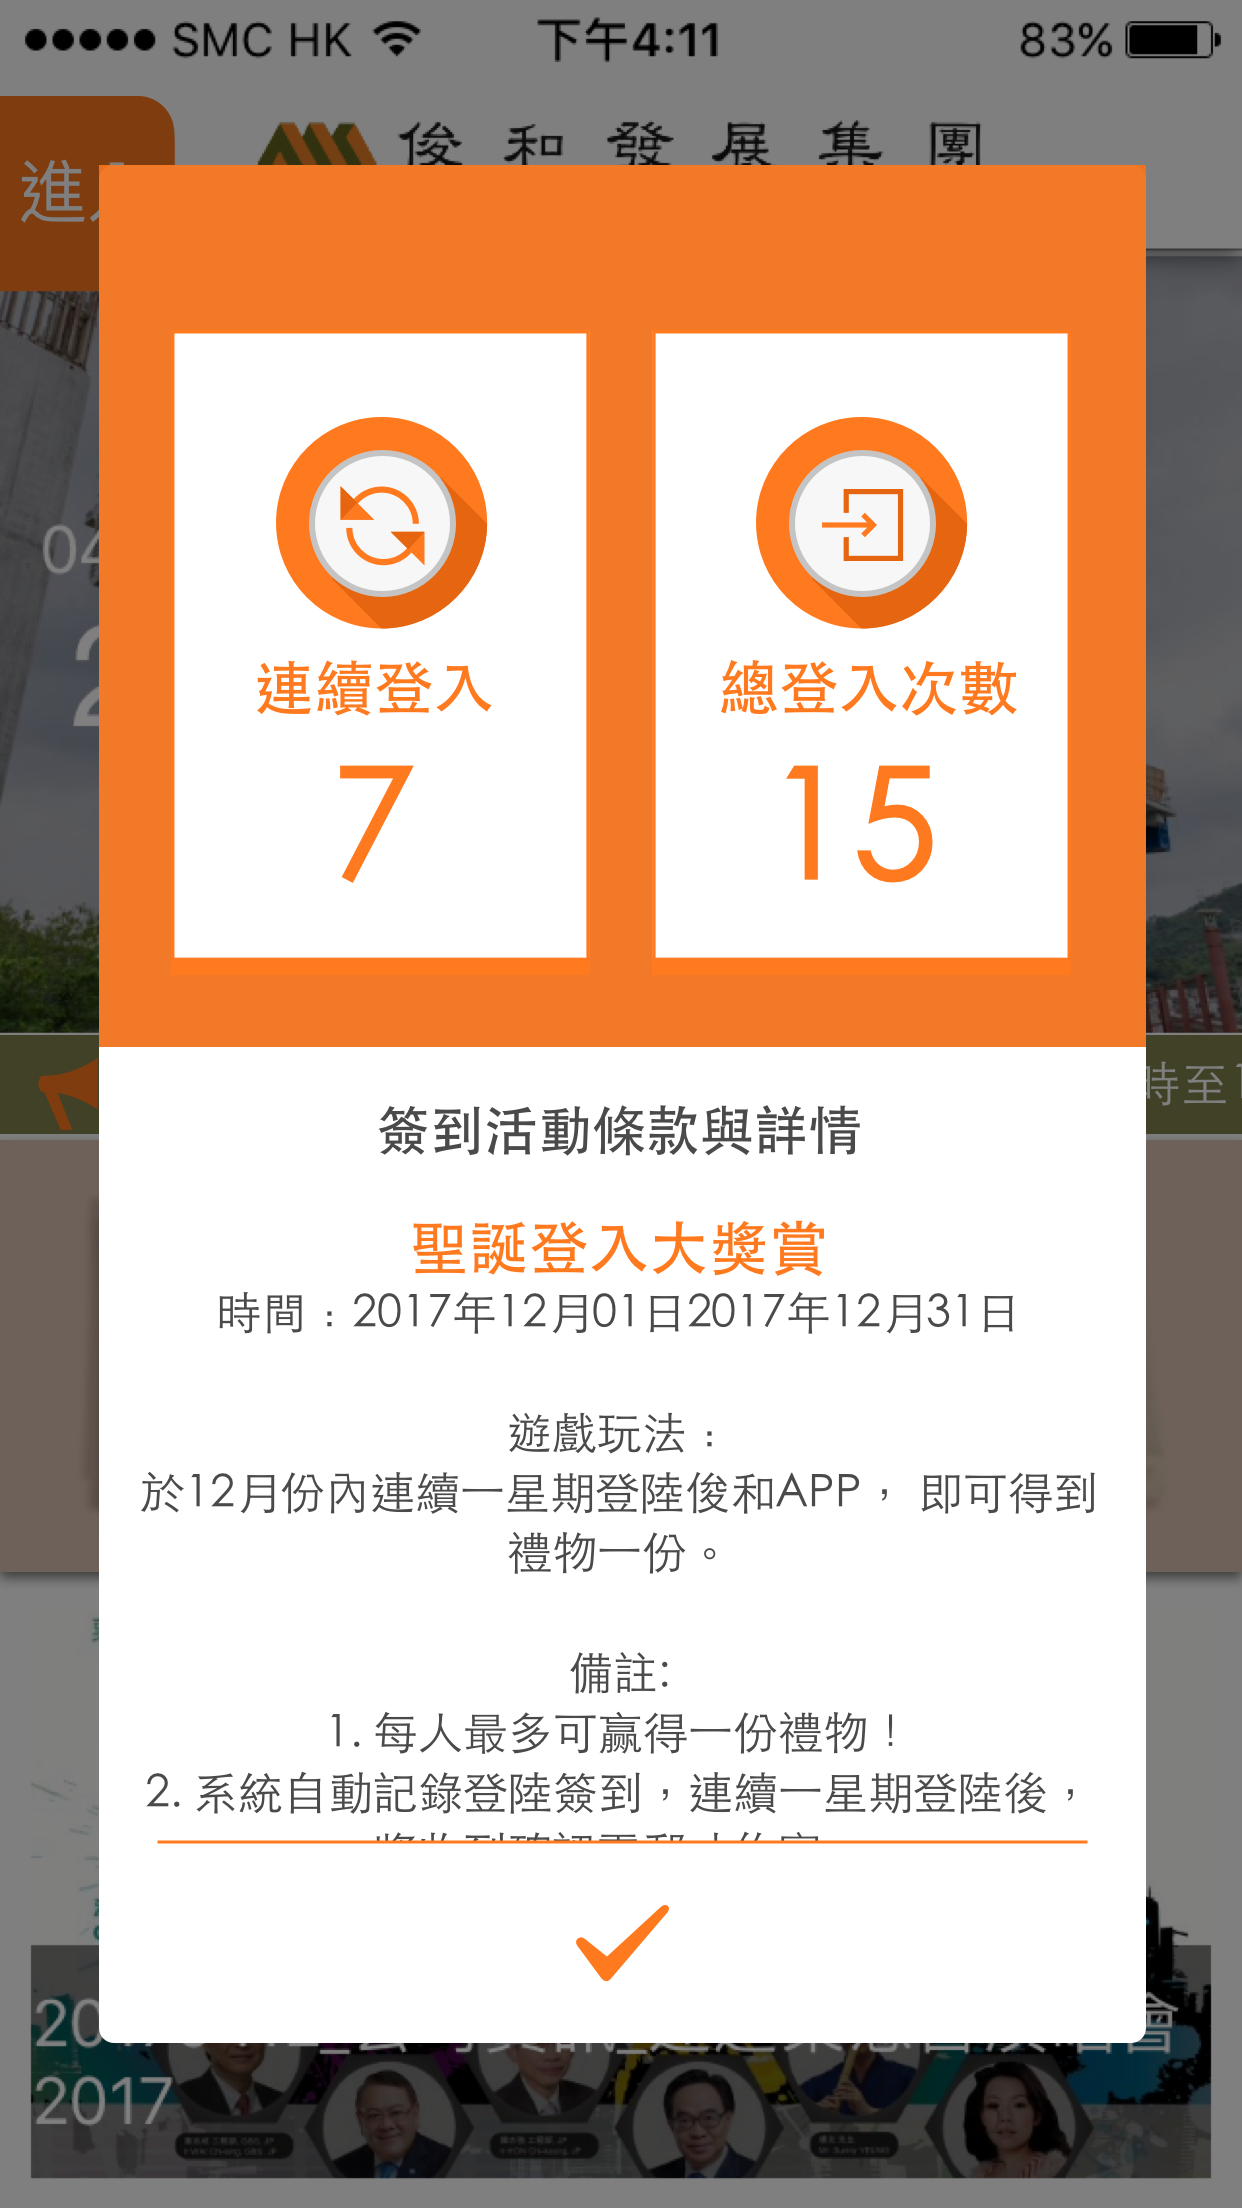 SMC HK 下午4:11 83%
俊和發展集團
進
連續登入
7
總登入次數
15
時至1
簽到活動條款與詳情
聖誕登入大獎賞
時間：2017年12月01日2017年12月31日
遊戲玩法：
於12月份內連續一星期登陸俊和APP， 即可得到
禮物一份。
備註:
1. 每人最多可贏得一份禮物！
2. 系統自動記錄登陸簽到，連續一星期登陸後，
會
2017